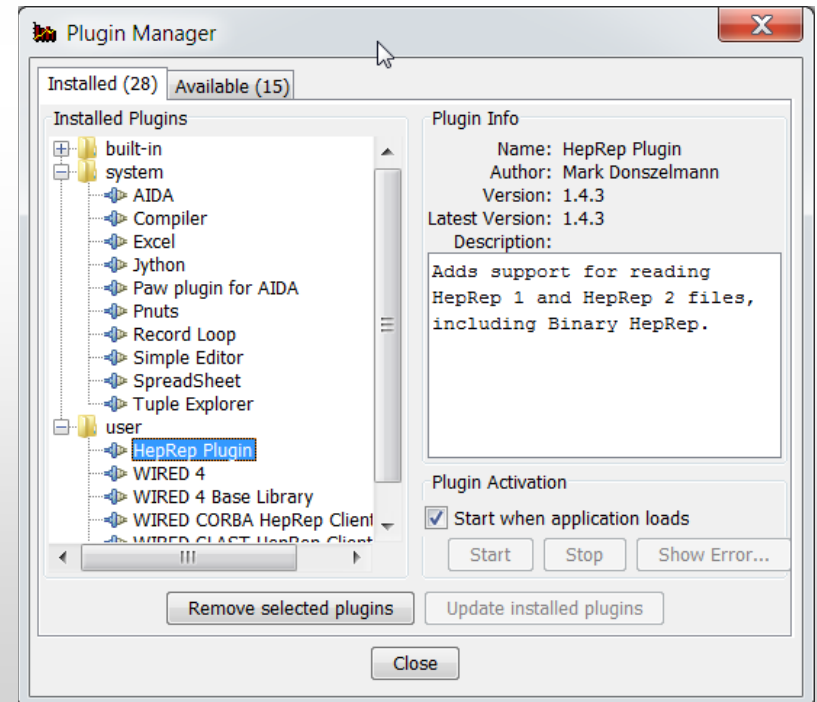 Plugin Manager
X
Installed (28)
Available (15)
Installed Plugins
built-in
system
AIDA
Compiler
Excel
Jython
Paw plugin for AIDA
Pnuts
Record Loop
Simple Editor
SpreadSheet
Tuple Explorer
user
HepRep Plugin
WIRED 4
WIRED 4 Base Library
WIRED CORBA HepRep Client
WIRED CLAST HepRep Client
Remove selected plugins
Plugin Info
Name: HepRep Plugin
Author: Mark Donszelmann
Version: 1.4.3
Latest Version: 1.4.3
Description:
Adds support for reading
HepRep 1 and HepRep 2 files,
including Binary HepRep.
Plugin Activation
Start when application loads
Start
Stop
Show Error...
Update installed plugins
Close